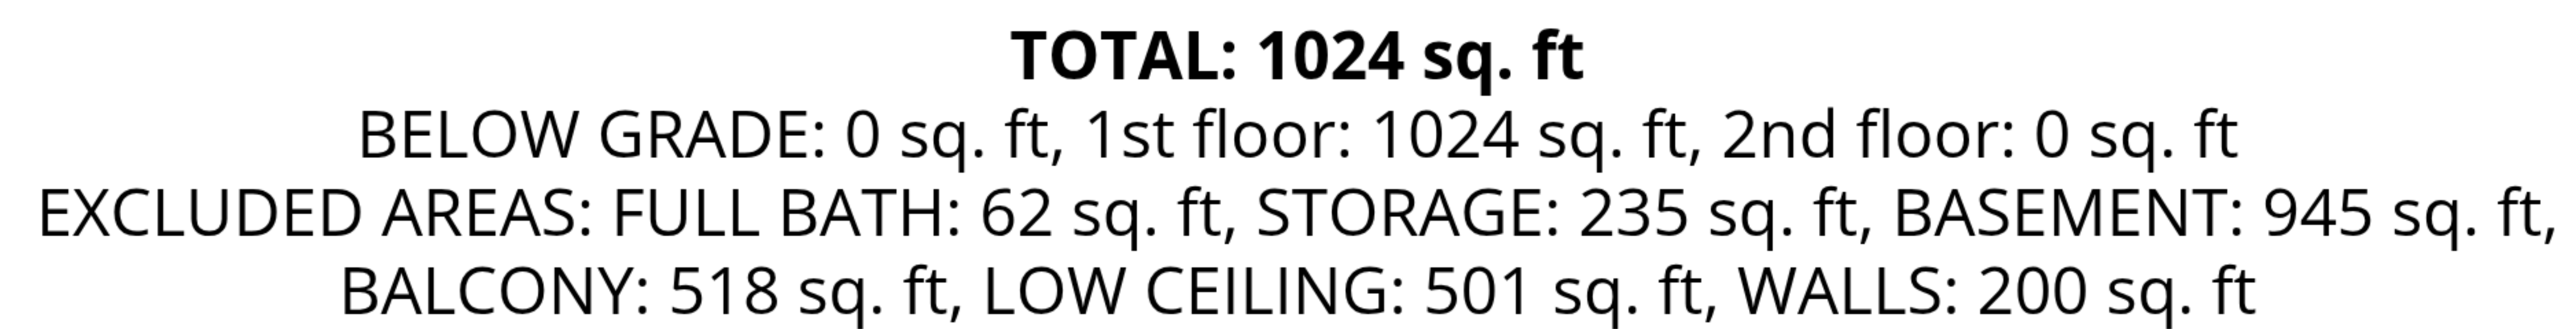 TOTAL: 1024 sq. ft
BELOW GRADE: 0 sq. ft, 1st floor: 1024 sq. ft, 2nd floor: 0 sq. ft
EXCLUDED AREAS: FULL BATH: 62 sq. ft, STORAGE: 235 sq. ft, BASEMENT: 945 sq. ft,
BALCONY: 518 sq. ft, LOW CEILING: 501 sq. ft, WALLS: 200 sq. ft